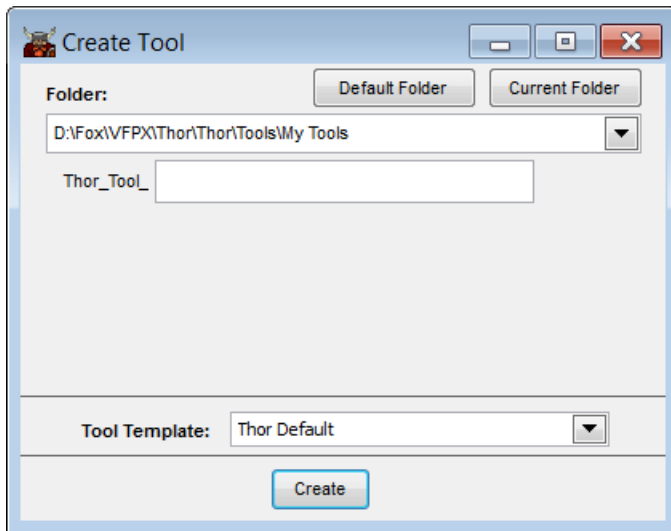 Create Tool
Folder:
Default Folder
Current Folder
D:\Fox\VFPX\Thor\Thor\Tools\My Tools
Thor_Tool_
Tool Template:
Thor Default
Create